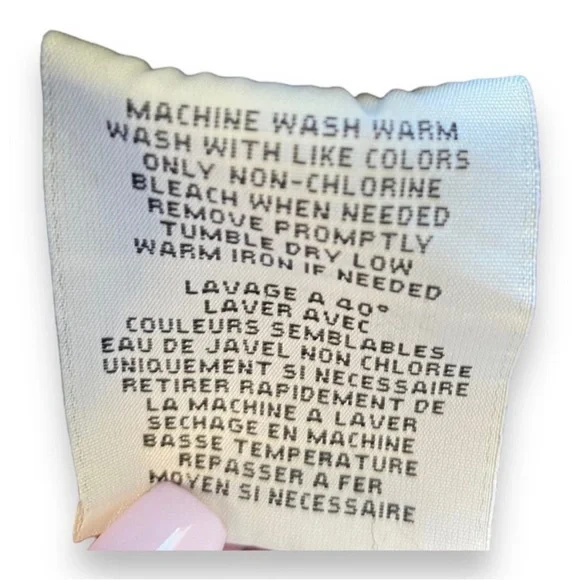 MACHINE WASH WARM
WASH WITH LIKE COLORS
ONLY NON-CHLORINE
BLEACH WHEN NEEDED
REMOVE PROMPTLY
TUMBLE DRY LOW
WARM IRON IF NEEDED
LAVAGE A 40°
LAVER AVEC
COULEURS SEMBLABLES
EAU DE JAVEL NON CHLOREE
UNIQUEMENT SI NECESSAIRE
RETIRER RAPIDEMENT DE
LA MACHINE A LAVER
SECHAGE EN MACHINE
BASSE TEMPERATURE
REPASSER A FER
MOYEN SI NECESSAIRE